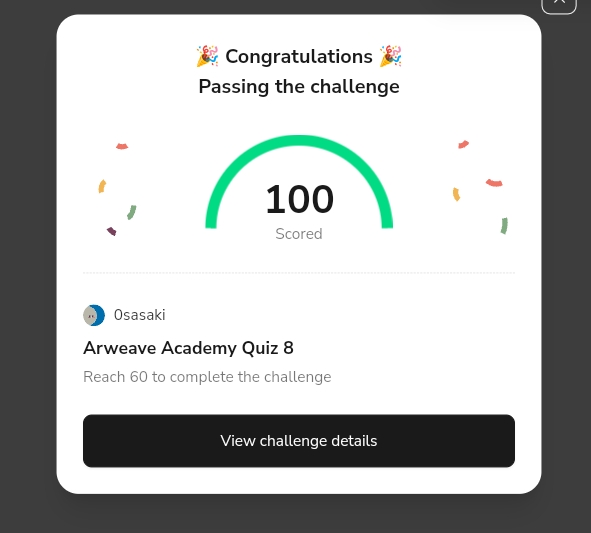 🎉 Congratulations 🎉
Passing the challenge
100
Scored
0sasaki
Arweave Academy Quiz 8
Reach 60 to complete the challenge
View challenge details